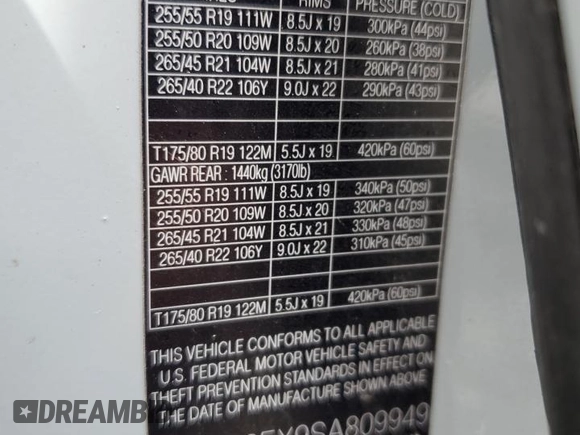 RIMS PRESSURE (COLD)
255/55 R19 111W 8.5J x 19 300kPa (44psi)
255/50 R20 109W 8.5J x 20 260kPa (38psi)
265/45 R21 104W 8.5J x 21 280kPa (41psi)
265/40 R22 106Y 9.0J x 22 290kPa (43psi)
T175/80 R19 122M 5.5J x 19 420kPa (60psi)
GAWR REAR : 1440kg (3170lb)
255/55 R19 111W 8.5J x 19 340kPa (50psi)
255/50 R20 109W 8.5J x 20 320kPa (47psi)
265/45 R21 104W 8.5J x 21 330kPa (48psi)
265/40 R22 106Y 9.0J x 22 310kPa (45psi)
T175/80 R19 122M 5.5J x 19 420kPa (60psi)
THIS VEHICLE CONFORMS TO ALL APPLICABLE
U.S. FEDERAL MOTOR VEHICLE SAFETY AND
THEFT PREVENTION STANDARDS IN EFFECT ON
THE DATE OF MANUFACTURE SHOWN ABOVE
SA809949